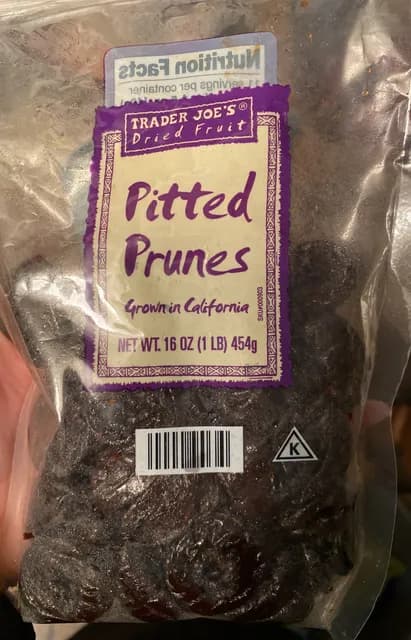 Nutrition Facts
servings per container
TRADER JOE'S®
Dried Fruit
Pitted
Prunes
Grown in California
NET WT. 16 OZ (1 LB) 454g
K